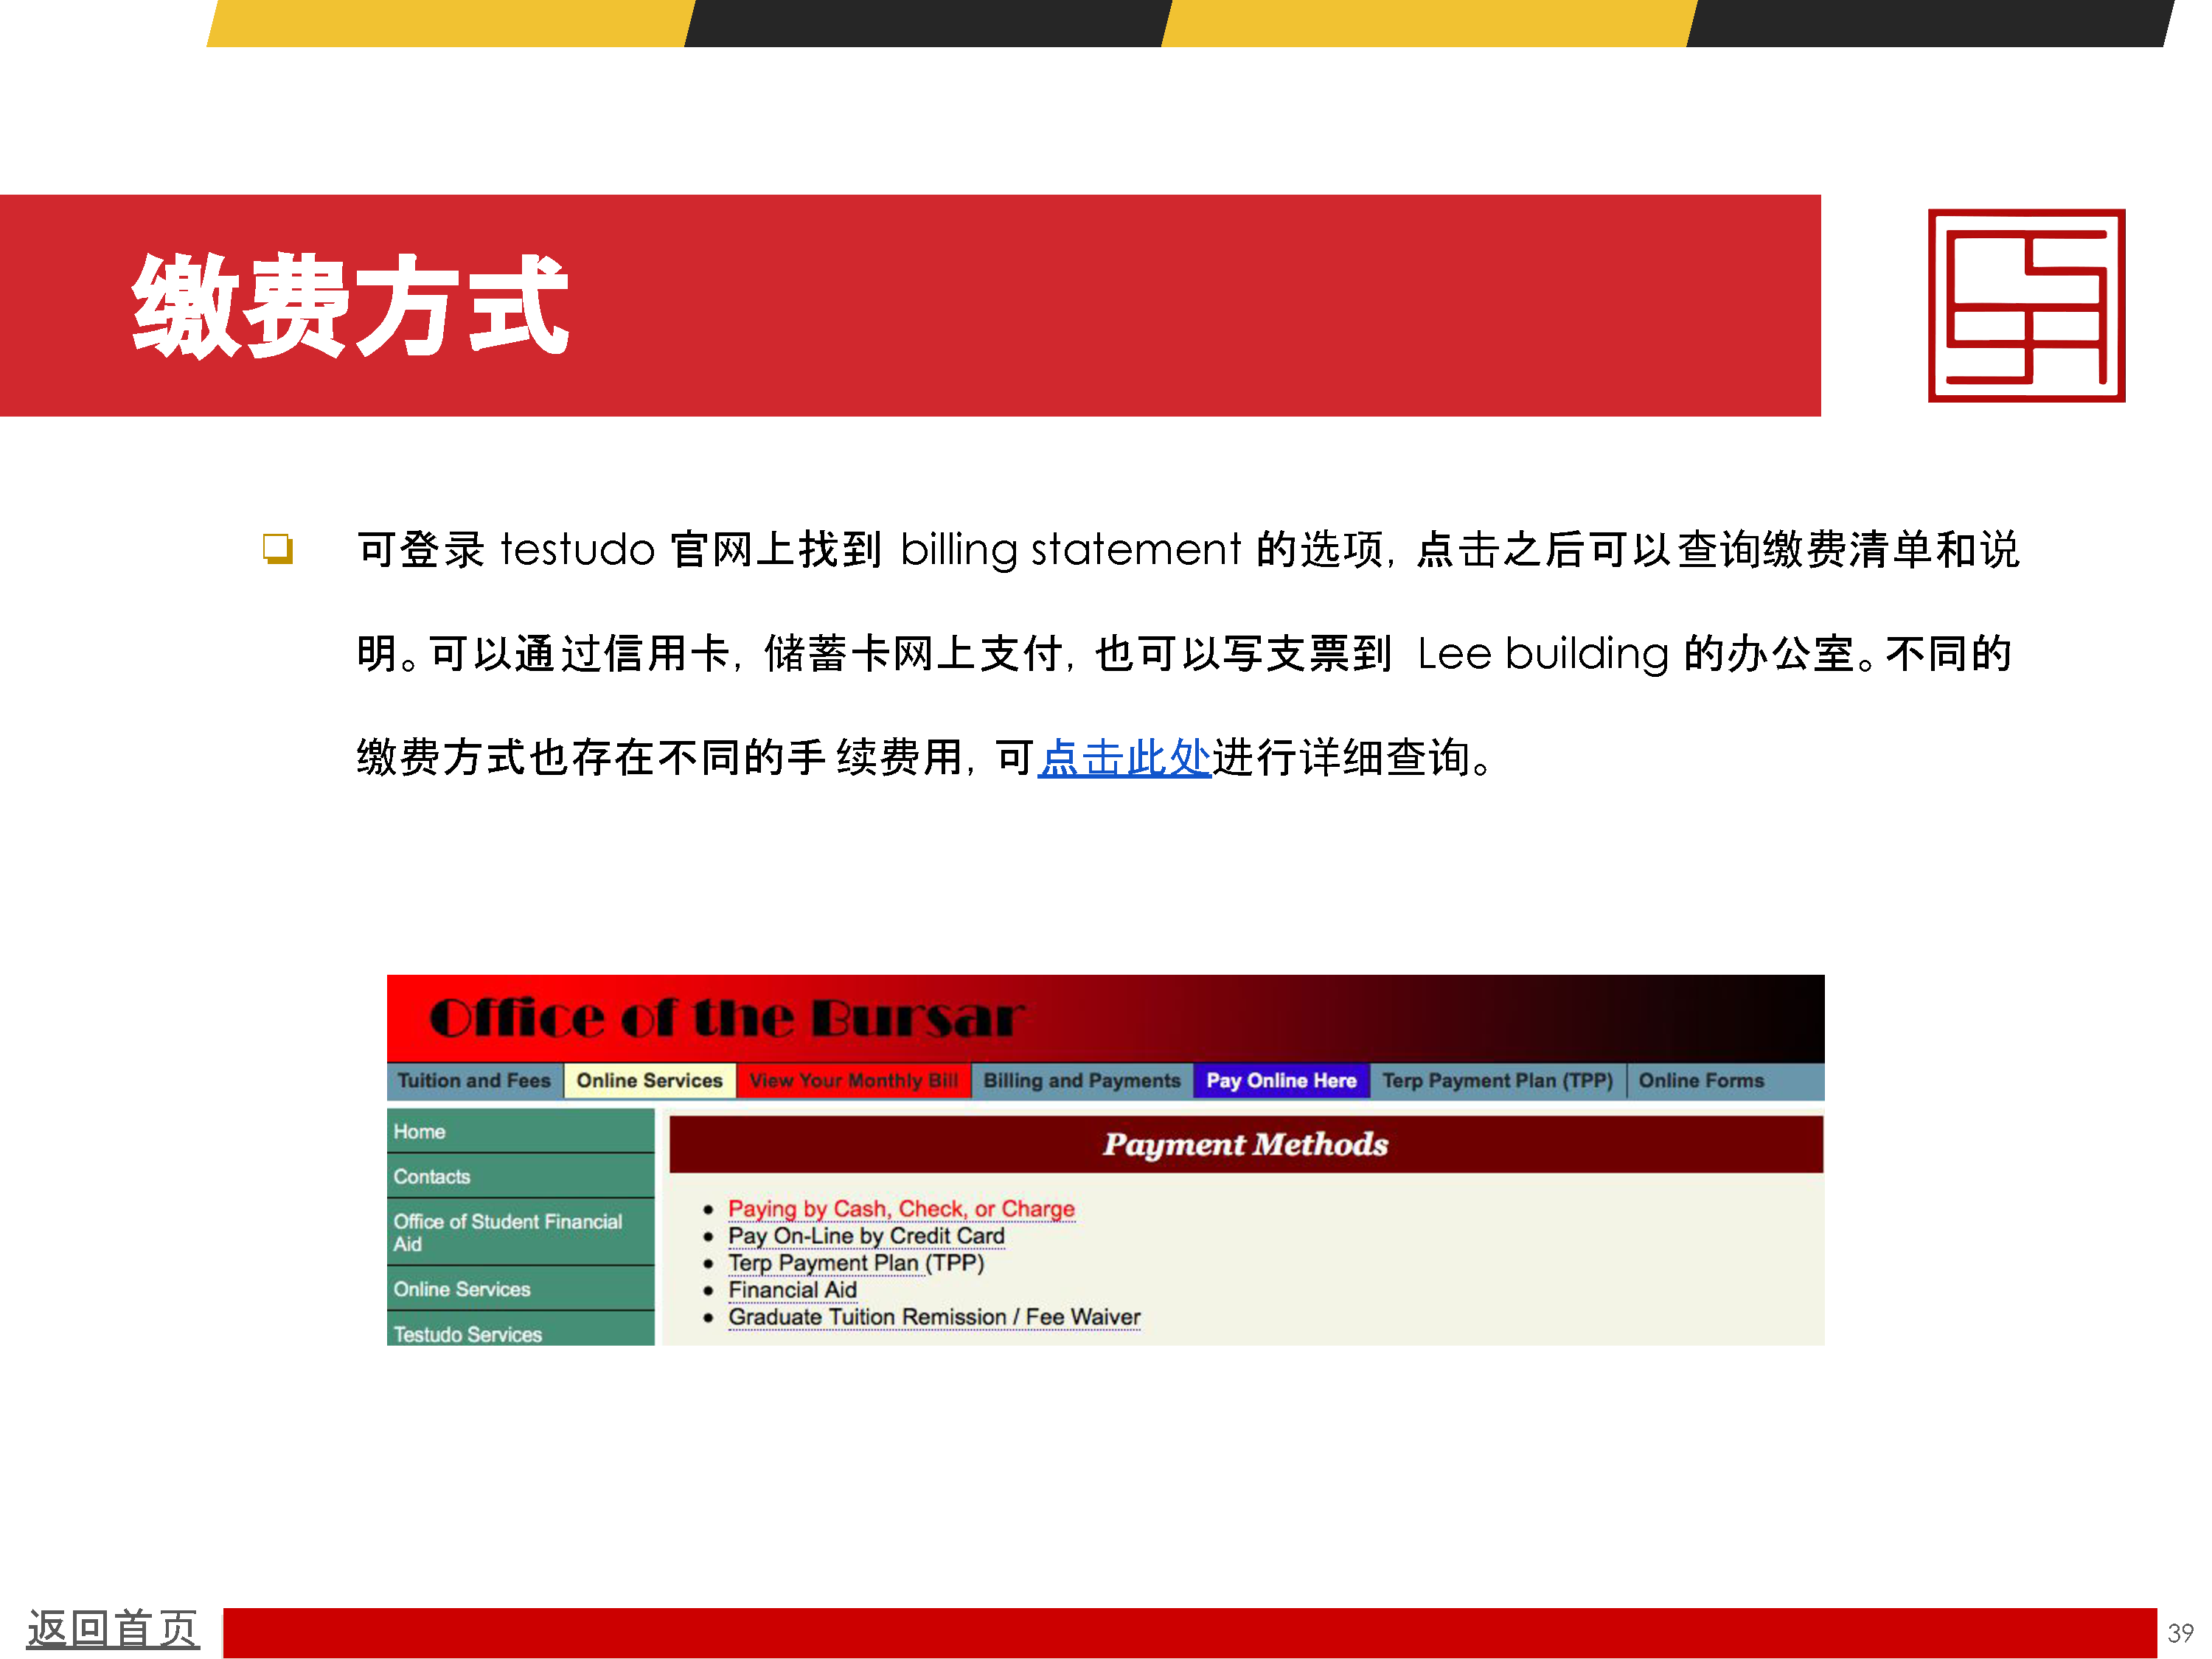 缴费方式
可登录 testudo 官网上找到 billing statement 的选项，点击之后可以查询缴费清单和说
明。可以通过信用卡，储蓄卡网上支付，也可以写支票到 Lee building 的办公室。不同的
缴费方式也存在不同的手续费用，可点击此处进行详细查询。
Office of the Bursar
Tuition and Fees Online Services View Your Monthly Bill Billing and Payments Pay Online Here Terp Payment Plan (TPP) Online Forms
Home
Contacts
Office of Student Financial
Aid
Online Services
Testudo Services
Payment Methods
Paying by Cash, Check, or Charge
Pay On-Line by Credit Card
Terp Payment Plan (TPP)
Financial Aid
Graduate Tuition Remission / Fee Waiver
返回首页
39